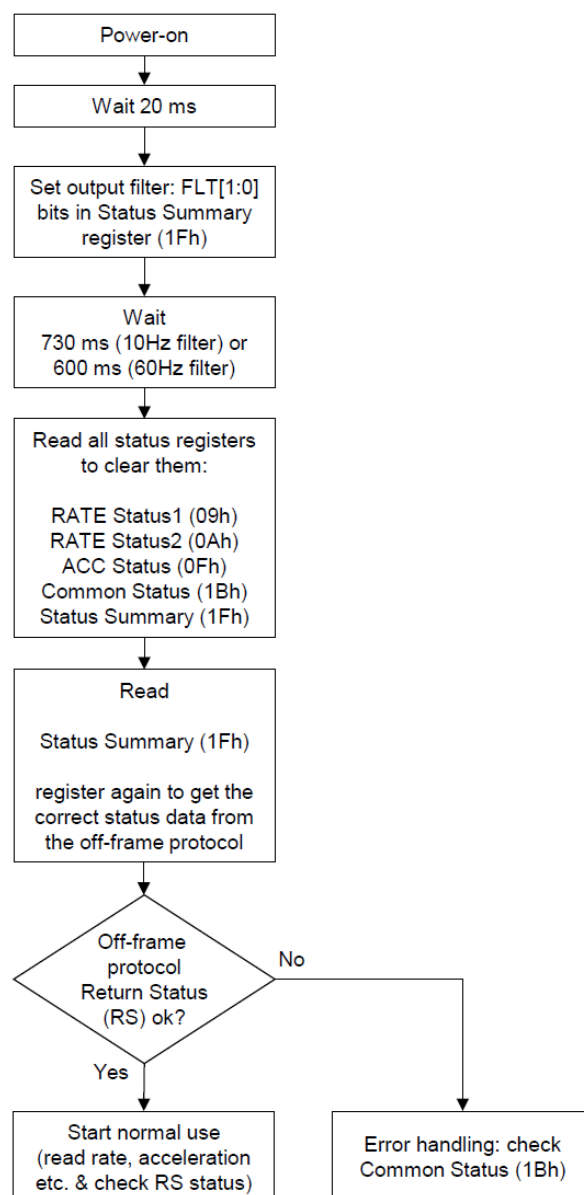 Power-on
Wait 20 ms
Set output filter: FLT[1:0]
bits in Status Summary
register (1Fh)
Wait
730 ms (10Hz filter) or
600 ms (60Hz filter)
Read all status registers
to clear them:
RATE Status1 (09h)
RATE Status2 (0Ah)
ACC Status (0Fh)
Common Status (1Bh)
Status Summary (1Fh)
Read
Status Summary (1Fh)
register again to get the
correct status data from
the off-frame protocol
Off-frame
protocol
Return Status
(RS) ok?
No
Yes
Start normal use
(read rate, acceleration
etc. & check RS status)
Error handling: check
Common Status (1Bh)